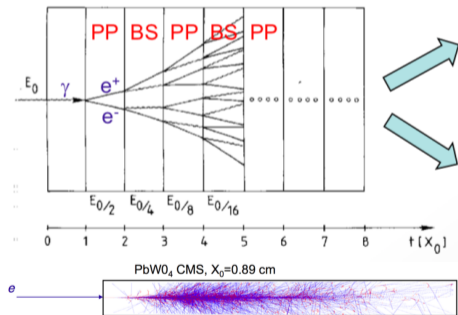 PP BS PP BS PP
E₀ γ e⁺
e⁻
E₀/2 E₀/4 E₀/8 E₀/16
0 1 2 3 4 5 6 7 8 t [X₀]
PbW0₄ CMS, X₀=0.89 cm
e